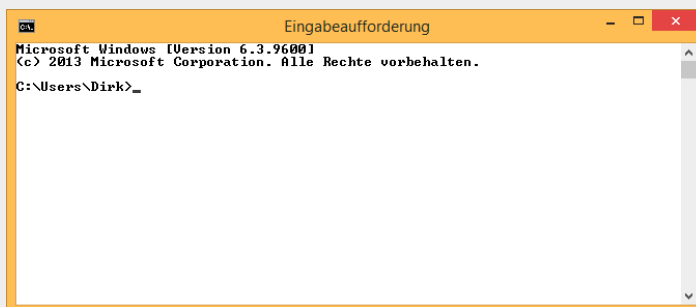 Eingabeaufforderung
Microsoft Windows [Version 6.3.9600]
(c) 2013 Microsoft Corporation. Alle Rechte vorbehalten.
C:\Users\Dirk>_